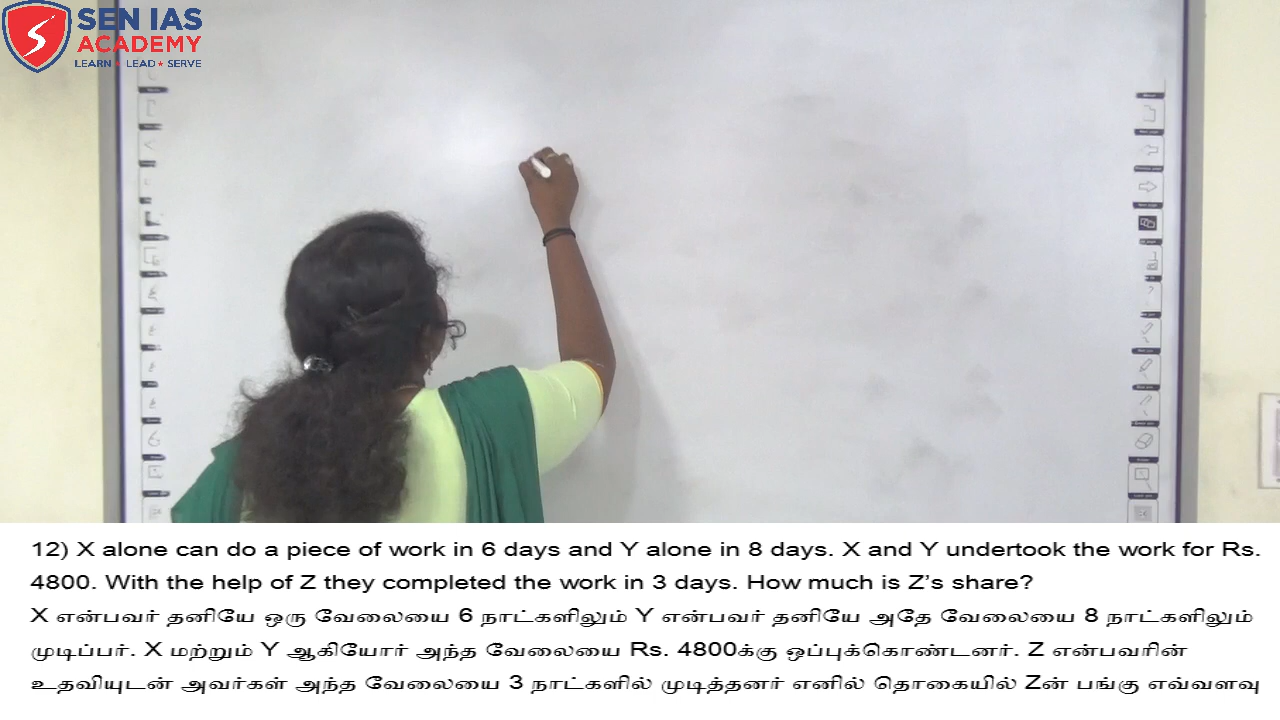 SEN IAS
ACADEMY
LEARN ★ LEAD ★ SERVE
12) X alone can do a piece of work in 6 days and Y alone in 8 days. X and Y undertook the work for Rs.
4800. With the help of Z they completed the work in 3 days. How much is Z’s share?
X என்பவர் தனியே ஒரு வேலையை 6 நாட்களிலும் Y என்பவர் தனியே அதே வேலையை 8 நாட்களிலும்
முடிப்பர். X மற்றும் Y ஆகியோர் அந்த வேலையை Rs. 4800க்கு ஒப்புக்கொண்டனர். Z என்பவரின்
உதவியுடன் அவர்கள் அந்த வேலையை 3 நாட்களில் முடித்தனர் எனில் தொகையில் Zன் பங்கு எவ்வளவு